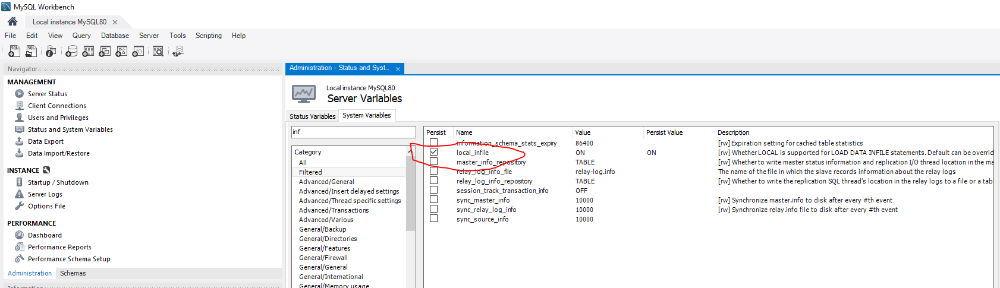 MySQL Workbench
Local instance MySQL80 ×
File Edit View Query Database Server Tools Scripting Help
Navigator
MANAGEMENT
Server Status
Client Connections
Users and Privileges
Status and System Variables
Data Export
Data Import/Restore
INSTANCE
Startup / Shutdown
Server Logs
Options File
PERFORMANCE
Dashboard
Performance Reports
Performance Schema Setup
Administration Schemas
Information
Administration - Status and Syst... ×
Local instance MySQL80
Server Variables
Status Variables System Variables
inf
Category
All
Filtered
Advanced/General
Advanced/Insert delayed settings
Advanced/Thread specific settings
Advanced/Transactions
Advanced/Various
General/Backup
General/Directories
General/Features
General/Firewall
General/General
General/International
General/Memory usage
Persist Name Value Persist Value Description
information_schema_stats_expiry 86400 [rw] Expiration setting for cached table statistics
local_infile ON ON [rw] Whether LOCAL is supported for LOAD DATA INFILE statements. Default can be overrid
master_info_repository TABLE [rw] Whether to write master status information and replication I/O thread location in the ma
relay_log_info_file relay-log.info The name of the file in which the slave records information about the relay logs
relay_log_info_repository TABLE [rw] Whether to write the replication SQL thread's location in the relay logs to a file or a tab
session_track_transaction_info OFF
sync_master_info 10000 [rw] Synchronize master.info to disk after every #th event
sync_relay_log_info 10000 [rw] Synchronize relay.info file to disk after every #th event
sync_source_info 10000